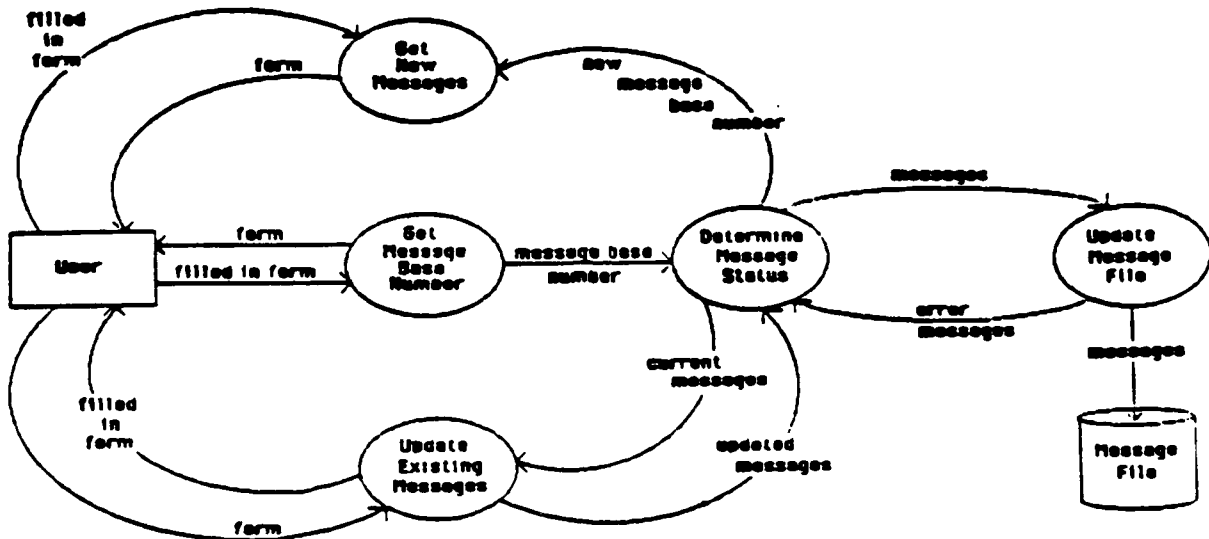 filled
in
form
Get
New
Messages
form
new
message
base
number
messages
User
form
filled in form
Get
Messsge
Base
Number
message base
number
Determine
Message
Status
Update
Message
File
error
messages
messages
current
messages
filled
in
form
Update
Existing
Messages
updated
messages
form
Message
File